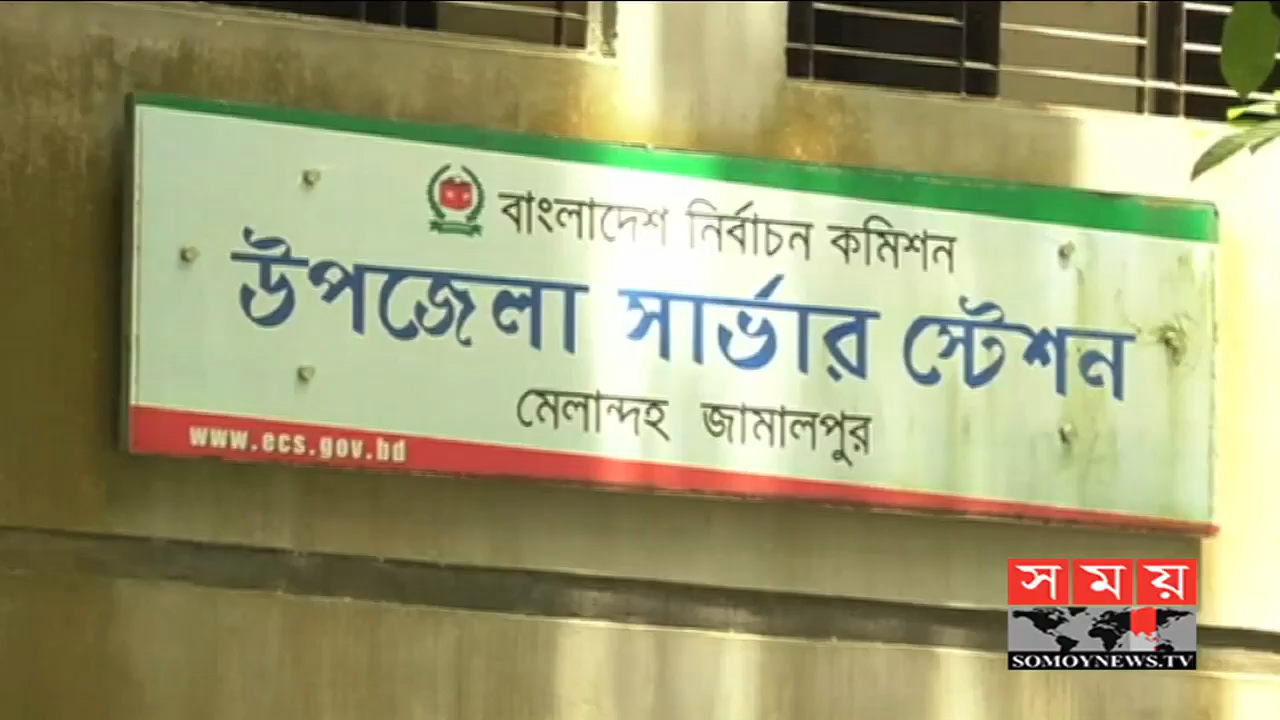 বাংলাদেশ নির্বাচন কমিশন
উপজেলা সার্ভার স্টেশন
মেলান্দহ জামালপুর
www.ecs.gov.bd
সময়
SOMOYNEWS.TV